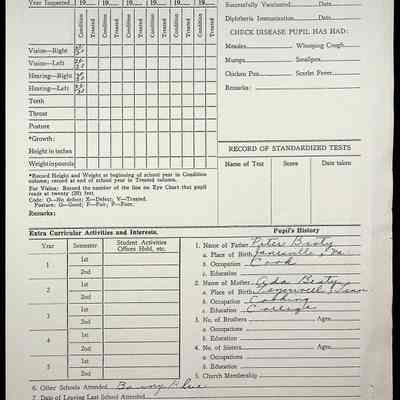 Year Inspected 19 19 19 19 19 19
Condition Treated Condition Treated Condition Treated Condition Treated Condition Treated Condition Treated
Vision—Right
Vision—Left
Hearing—Right
Hearing—Left
Teeth
Throat
Posture
*Growth:
Height in inches
Weight in pounds
*Record Height and Weight at beginning of school year in Condition
column; record at end of school year in Treated column.
For Vision: Record the number of the line on Eye Chart that pupil
reads at twenty (20) feet.
Code: O—No defect; X—Defect; V—Treated.
Posture: G—Good; F—Fair; P—Poor.
Remarks:
Successfully Vaccinated Date
Diphtheria Immunization Date
CHECK DISEASE PUPIL HAS HAD:
Measles Whooping Cough
Mumps Smallpox
Chicken Pox Scarlet Fever
Remarks:
RECORD OF STANDARDIZED TESTS
Name of Test Score Date taken
Extra Curricular Activities and Interests.
Year Semester Student Activities
Offices Held, etc.
1 1st
2nd
2 1st
2nd
3 1st
2nd
4 1st
2nd
5 1st
2nd
Pupil's History
1. Name of Father Peter Beaty
a. Place of Birth
b. Occupation Cook
c. Education
2. Name of Mother Ada Beaty
a. Place of Birth
b. Occupation Cooking
c. Education College
3. No. of Brothers Ages
a. Occupations
b. Education
4. No. of Sisters Ages
a. Occupations
b. Education
5. Church Membership
6. Other Schools Attended
7. Date of Leaving Last School Attended